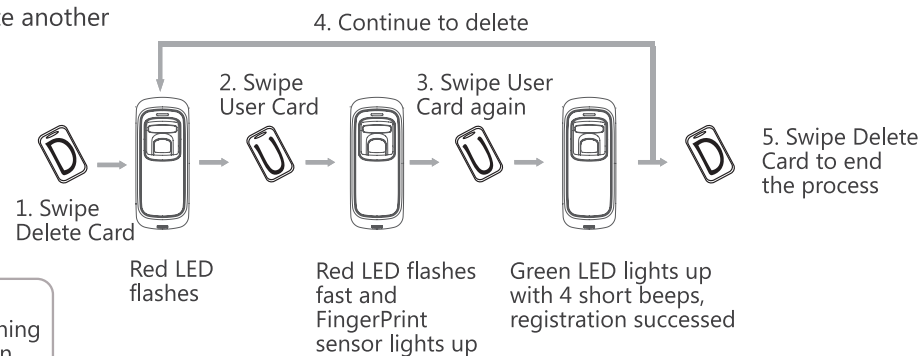 te another
4. Continue to delete
2. Swipe
User Card
3. Swipe User
Card again
D
U
U
D
5. Swipe Delete
Card to end
the process
1. Swipe
Delete Card
Red LED
flashes
Red LED flashes
fast and
FingerPrint
sensor lights up
Green LED lights up
with 4 short beeps,
registration successed